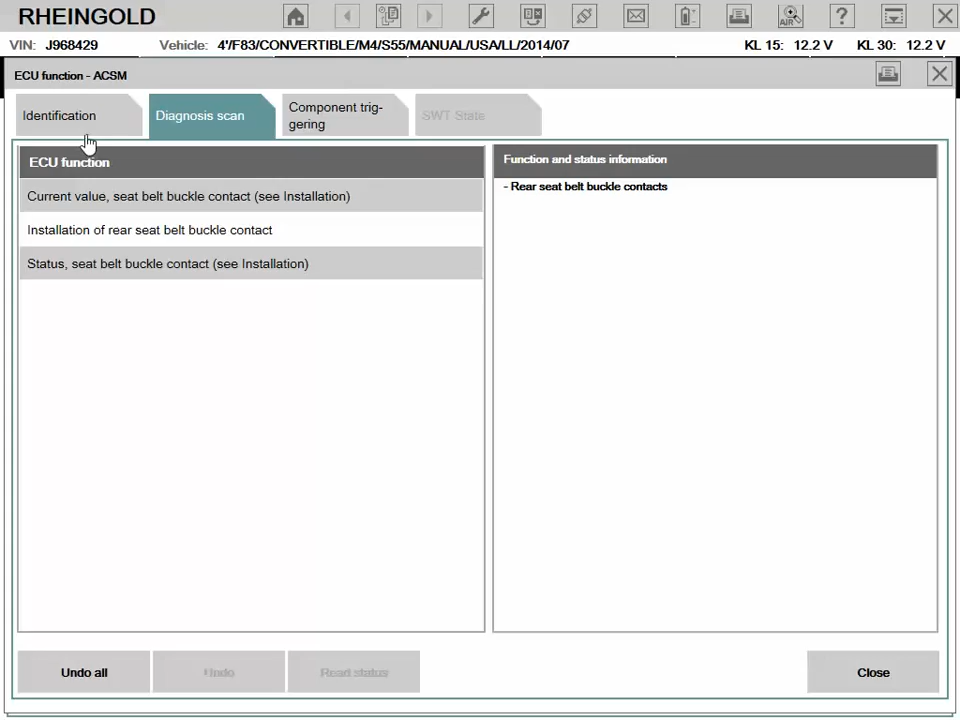 RHEINGOLD
VIN: J968429 Vehicle: 4'/F83/CONVERTIBLE/M4/S55/MANUAL/USA/LL/2014/07 KL 15: 12.2 V KL 30: 12.2 V
ECU function - ACSM
Identification
Diagnosis scan
Component trig-
gering
SWT State
ECU function
Current value, seat belt buckle contact (see Installation)
Installation of rear seat belt buckle contact
Status, seat belt buckle contact (see Installation)
Function and status information
- Rear seat belt buckle contacts
Undo all
Undo
Read status
Close